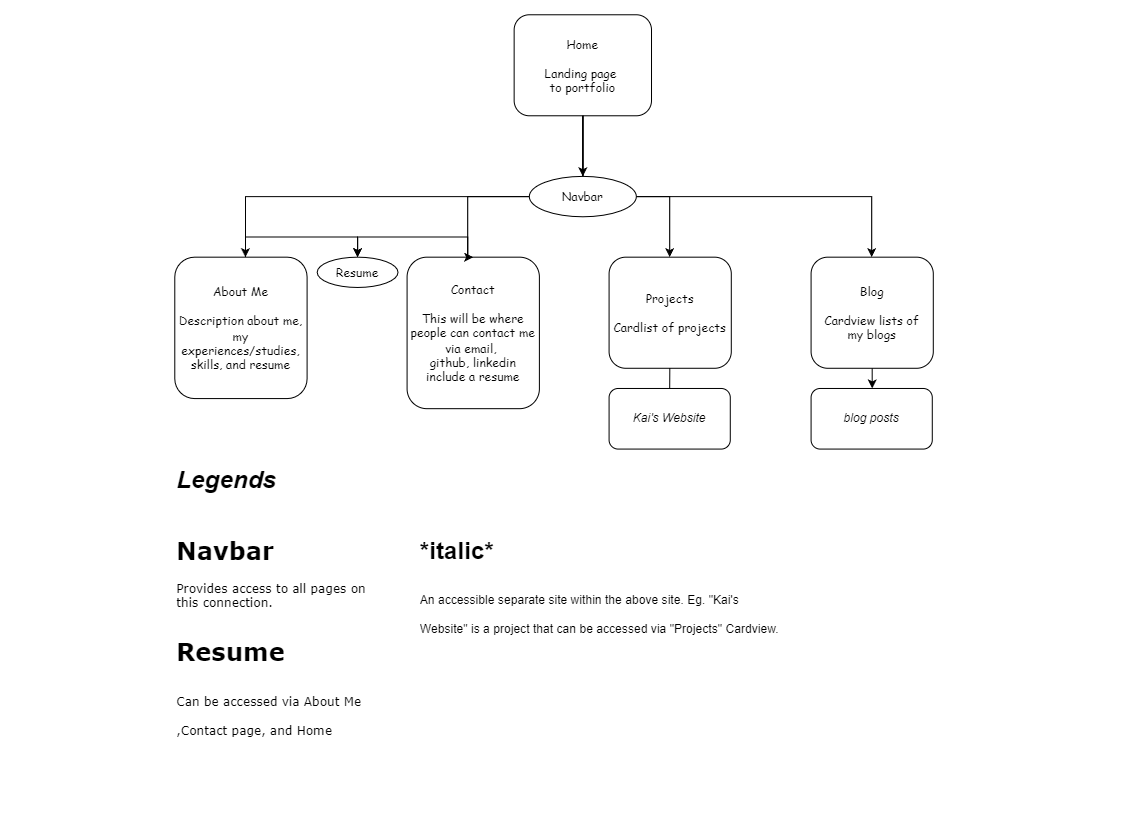 Home
Landing page
to portfolio
Navbar
About Me
Description about me,
my
experiences/studies,
skills, and resume
Resume
Contact
This will be where
people can contact me
via email,
github, linkedin
include a resume
Projects
Cardlist of projects
Blog
Cardview lists of
my blogs
Kai's Website
blog posts
Legends
Navbar
Provides access to all pages on
this connection.
Resume
Can be accessed via About Me
,Contact page, and Home
*italic*
An accessible separate site within the above site. Eg. "Kai's
Website" is a project that can be accessed via "Projects" Cardview.